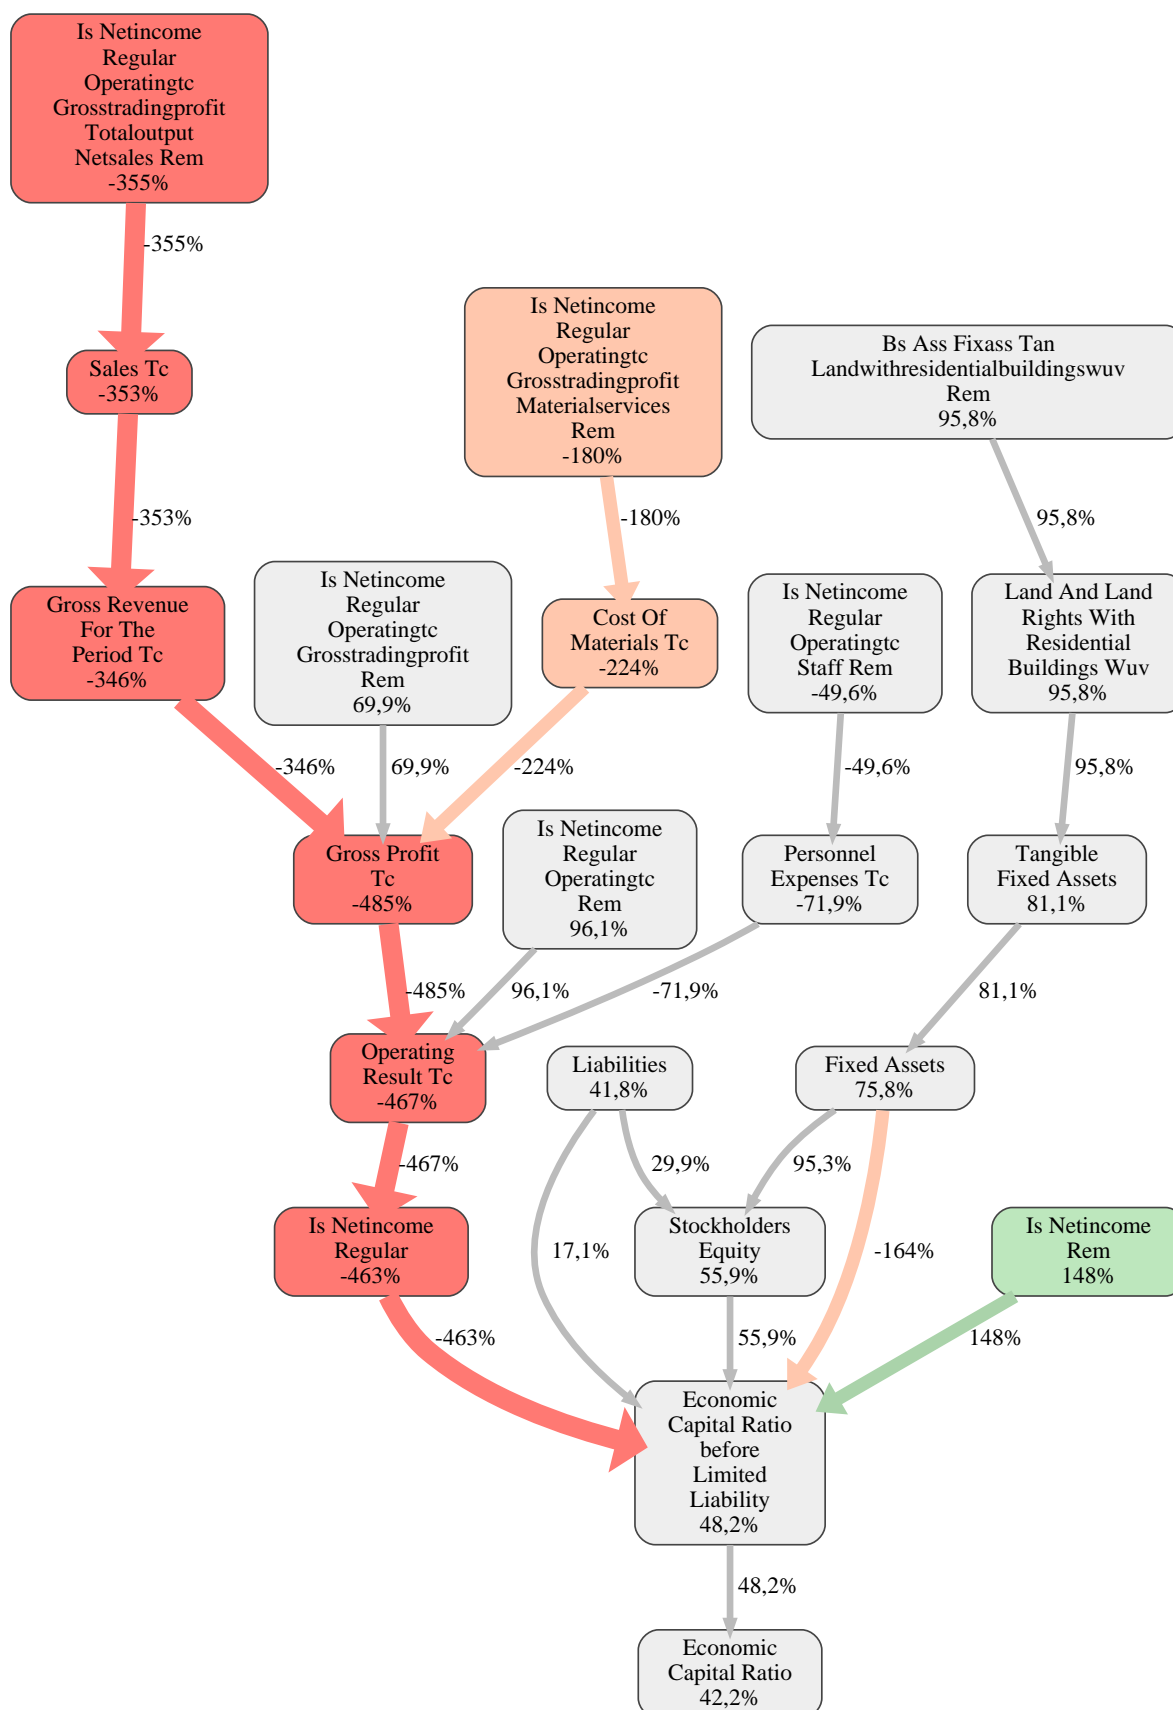 Is Netincome
Regular
Operatingtc
Grosstradingprofit
Totaloutput
Netsales Rem
-355%
-355%
Sales Tc
-353%
-353%
Is Netincome
Regular
Operatingtc
Grosstradingprofit
Materialservices
Rem
-180%
-180%
Bs Ass Fixass Tan
Landwithresidentialbuildingswuv
Rem
95,8%
95,8%
Gross Revenue
For The
Period Tc
-346%
-346%
Is Netincome
Regular
Operatingtc
Grosstradingprofit
Rem
69,9%
69,9%
Cost Of
Materials Tc
-224%
-224%
Is Netincome
Regular
Operatingtc
Staff Rem
-49,6%
-49,6%
Land And Land
Rights With
Residential
Buildings Wuv
95,8%
95,8%
Gross Profit
Tc
-485%
-485%
Is Netincome
Regular
Operatingtc
Rem
96,1%
96,1%
Personnel
Expenses Tc
-71,9%
-71,9%
Tangible
Fixed Assets
81,1%
81,1%
Operating
Result Tc
-467%
-467%
Liabilities
41,8%
29,9%
17,1%
Fixed Assets
75,8%
95,3%
-164%
Is Netincome
Regular
-463%
-463%
Stockholders
Equity
55,9%
55,9%
Is Netincome
Rem
148%
148%
Economic
Capital Ratio
before
Limited
Liability
48,2%
48,2%
Economic
Capital Ratio
42,2%